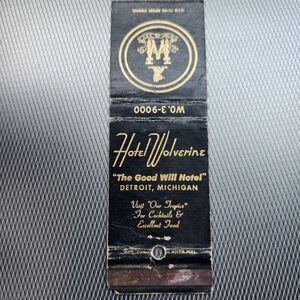 W
WO. 3-9000
Hotel Wolverine
"The Good Will Hotel"
DETROIT, MICHIGAN
Visit "Our Tropics"
For Cocktails &
Excellent Food